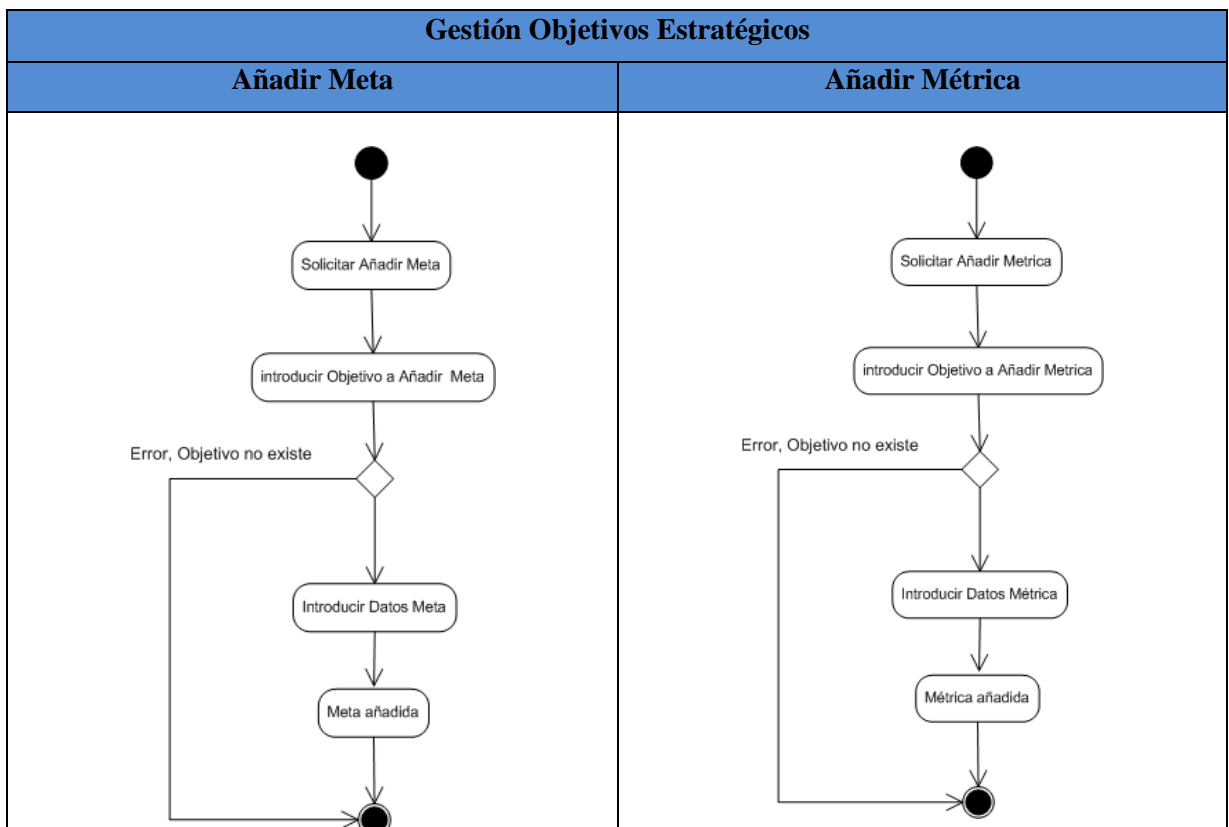 Gestión Objetivos Estratégicos
Añadir Meta
Añadir Métrica
Solicitar Añadir Meta
introducir Objetivo a Añadir Meta
Error, Objetivo no existe
Introducir Datos Meta
Meta añadida
Solicitar Añadir Metrica
introducir Objetivo a Añadir Metrica
Error, Objetivo no existe
Introducir Datos Métrica
Métrica añadida